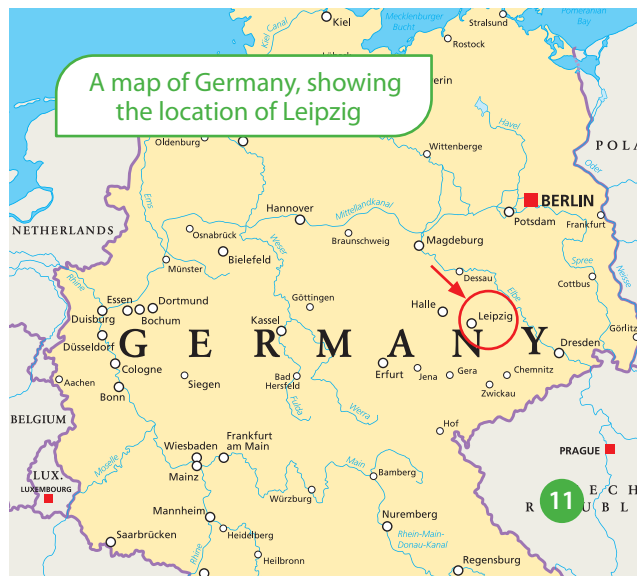 Kiel Canal
Kiel
Mecklenburger
Bucht
Stralsund
Pomeranian
Bay
Rostock
A map of Germany, showing
the location of Leipzig
Oldenburg
Havel
Wittenberge
POLA
Oder
Ems
Hannover
Mittellandkanal
BERLIN
Potsdam
Frankfurt
NETHERLANDS
Osnabrück
Weser
Braunschweig
Magdeburg
Bielefeld
Spree
Münster
Dessau
Cottbus
Neisse
Rhine
Elbe
Essen
Dortmund
Göttingen
Halle
Leipzig
Duisburg
Bochum
Kassel
Görlitz
Düsseldorf
GERMANY
Dresden
Cologne
Aachen
Siegen
Bad
Hersfeld
Erfurt
Jena
Gera
Chemnitz
Bonn
Zwickau
Fulda
Werra
BELGIUM
Hof
Wiesbaden
Frankfurt
am Main
PRAGUE
Moselle
Mainz
Main
Bamberg
LUX.
LUXEMBOURG
Würzburg
11
ECH
R
UBL
Mannheim
Nuremberg
Heidelberg
Rhein-Main-
Donau-Kanal
Saarbrücken
Rhine
Heilbronn
Regensburg